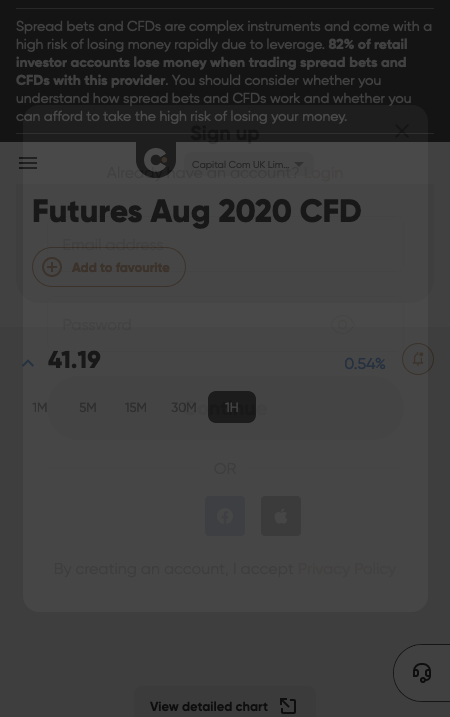 Spread bets and CFDs are complex instruments and come with a
high risk of losing money rapidly due to leverage. 82% of retail
investor accounts lose money when trading spread bets and
CFDs with this provider. You should consider whether you
understand how spread bets and CFDs work and whether you
can afford to take the high risk of losing your money.
Sign up
Capital Com UK Lim...
Already have an account? Login
Futures Aug 2020 CFD
Email address
Add to favourite
Password
41.19
0.54%
1M 5M 15M 30M 1H
Continue
OR
By creating an account, I accept Privacy Policy
View detailed chart